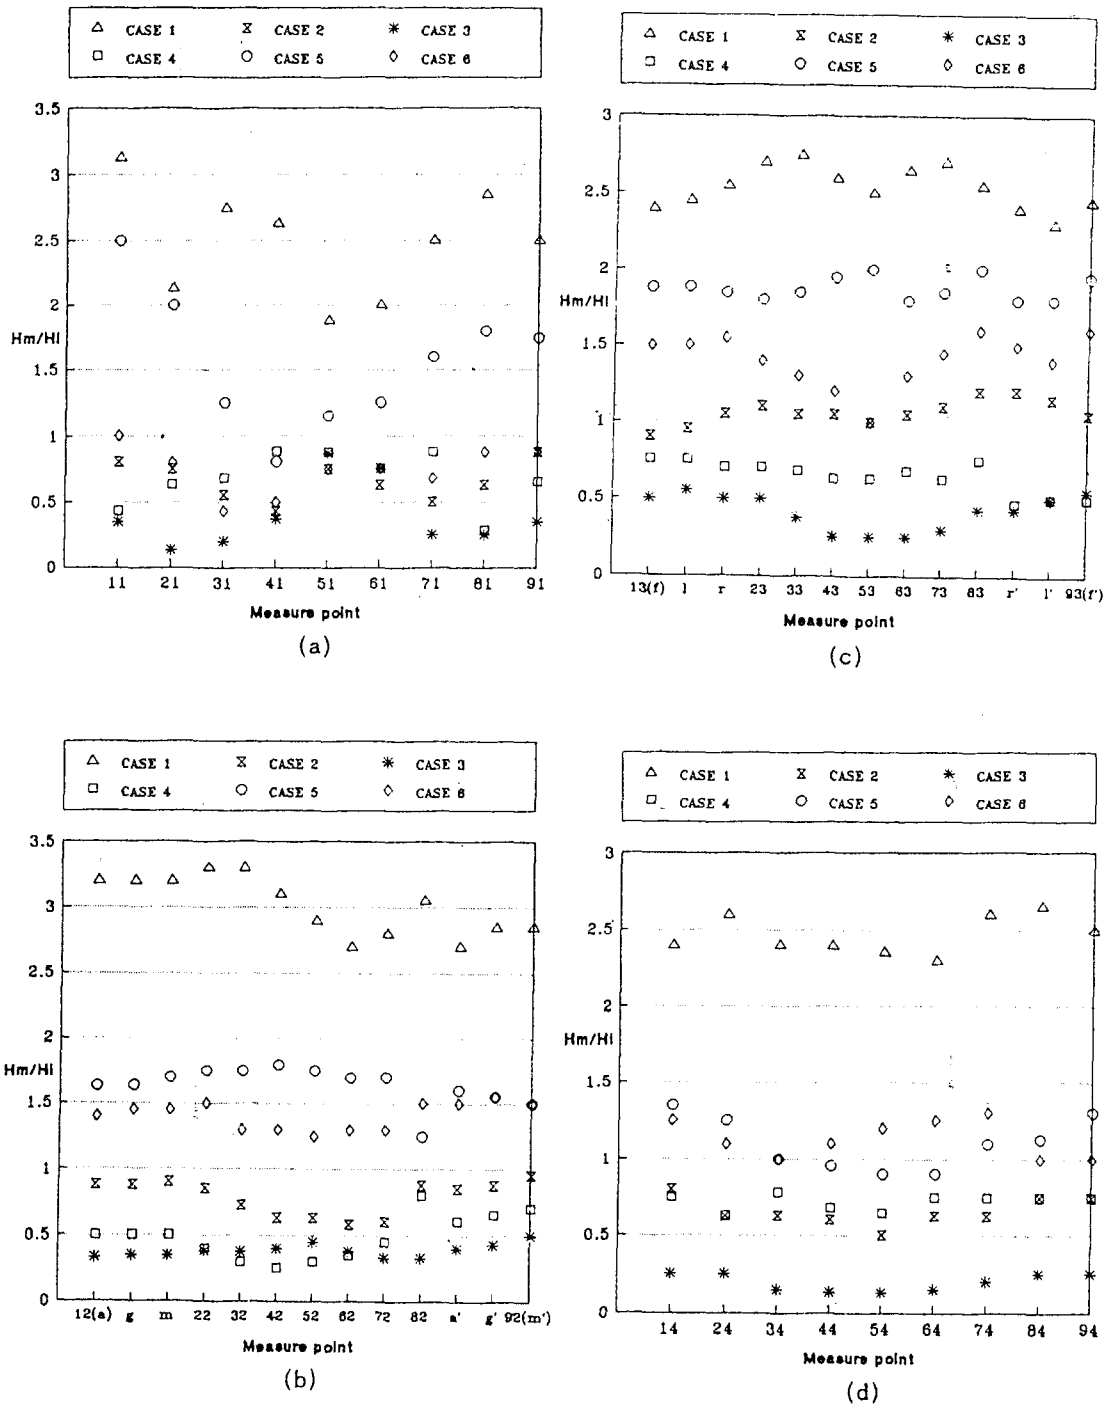 CASE 1 CASE 2 CASE 3
CASE 4 CASE 5 CASE 6
3.5
3
2.5
2
Hm/Hi
1.5
1
0.5
0
11 21 31 41 51 61 71 81 91
Measure point
(a)
CASE 1 CASE 2 CASE 3
CASE 4 CASE 5 CASE 6
3
2.5
2
Hm/Hi
1.5
1
0.5
0
13(f) l r 23 33 43 53 63 73 83 r' l' 93(f')
Measure point
(c)
CASE 1 CASE 2 CASE 3
CASE 4 CASE 5 CASE 6
3.5
3
2.5
2
Hm/Hi
1.5
1
0.5
0
12(a) g m 22 32 42 52 62 72 82 a' g' 92(m')
Measure point
(b)
CASE 1 CASE 2 CASE 3
CASE 4 CASE 5 CASE 6
3
2.5
2
Hm/Hi
1.5
1
0.5
0
14 24 34 44 54 64 74 84 94
Measure point
(d)